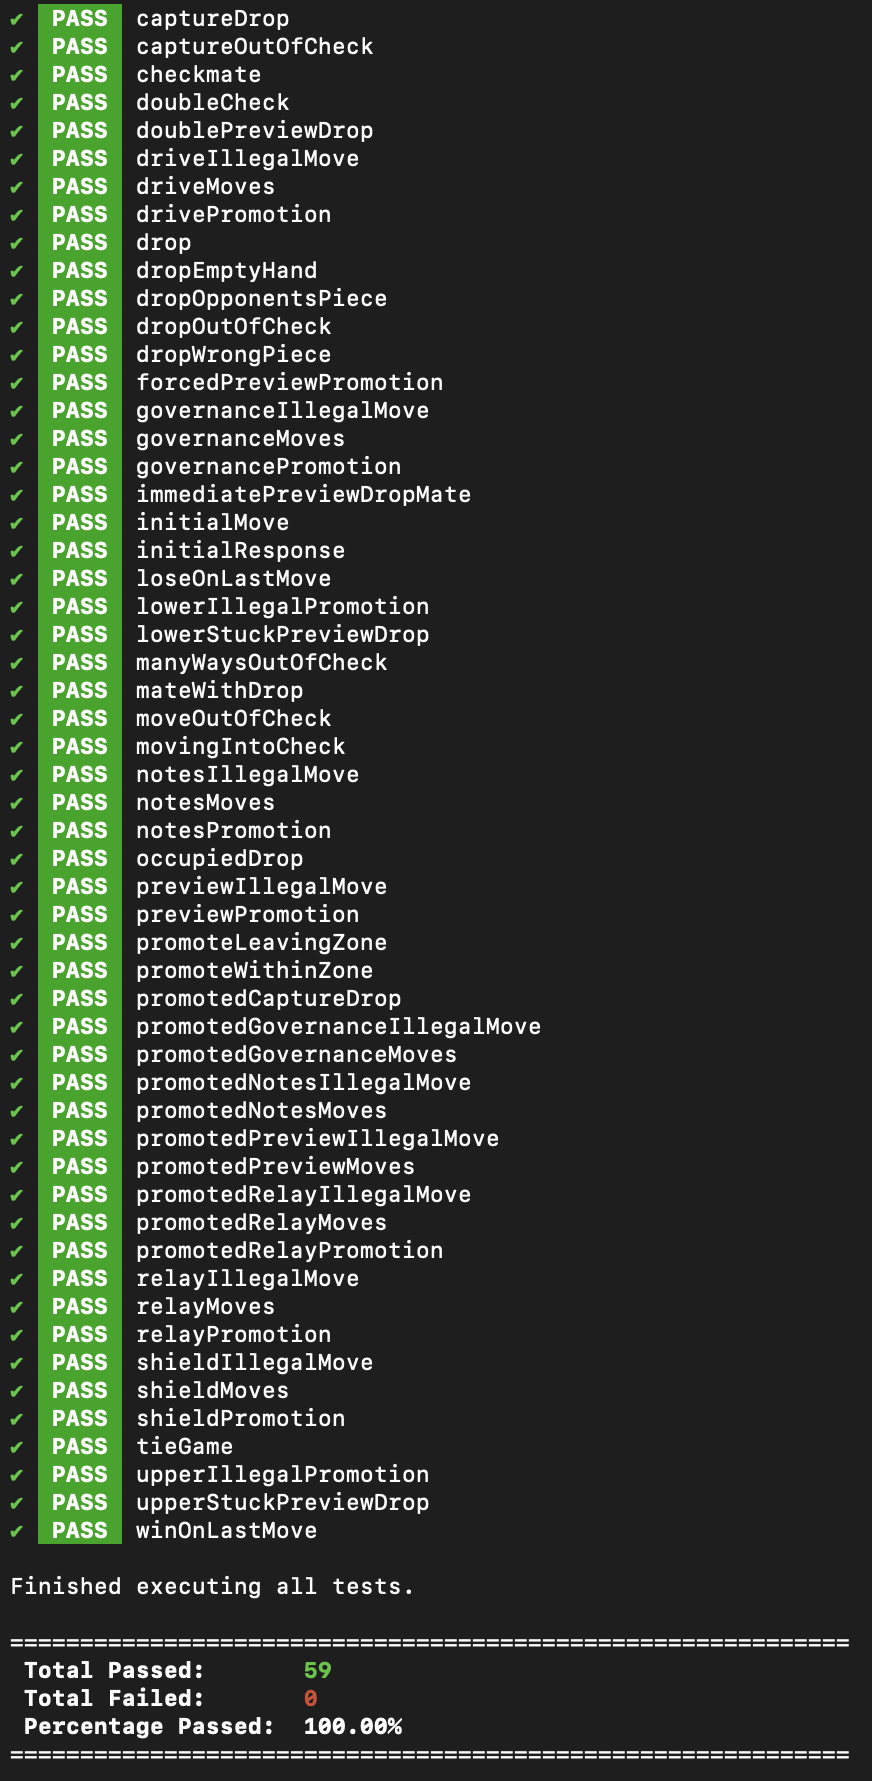 ✔ PASS captureDrop
✔ PASS captureOutOfCheck
✔ PASS checkmate
✔ PASS doubleCheck
✔ PASS doublePreviewDrop
✔ PASS driveIllegalMove
✔ PASS driveMoves
✔ PASS drivePromotion
✔ PASS drop
✔ PASS dropEmptyHand
✔ PASS dropOpponentsPiece
✔ PASS dropOutOfCheck
✔ PASS dropWrongPiece
✔ PASS forcedPreviewPromotion
✔ PASS governanceIllegalMove
✔ PASS governanceMoves
✔ PASS governancePromotion
✔ PASS immediatePreviewDropMate
✔ PASS initialMove
✔ PASS initialResponse
✔ PASS loseOnLastMove
✔ PASS lowerIllegalPromotion
✔ PASS lowerStuckPreviewDrop
✔ PASS manyWaysOutOfCheck
✔ PASS mateWithDrop
✔ PASS moveOutOfCheck
✔ PASS movingIntoCheck
✔ PASS notesIllegalMove
✔ PASS notesMoves
✔ PASS notesPromotion
✔ PASS occupiedDrop
✔ PASS previewIllegalMove
✔ PASS previewPromotion
✔ PASS promoteLeavingZone
✔ PASS promoteWithinZone
✔ PASS promotedCaptureDrop
✔ PASS promotedGovernanceIllegalMove
✔ PASS promotedGovernanceMoves
✔ PASS promotedNotesIllegalMove
✔ PASS promotedNotesMoves
✔ PASS promotedPreviewIllegalMove
✔ PASS promotedPreviewMoves
✔ PASS promotedRelayIllegalMove
✔ PASS promotedRelayMoves
✔ PASS promotedRelayPromotion
✔ PASS relayIllegalMove
✔ PASS relayMoves
✔ PASS relayPromotion
✔ PASS shieldIllegalMove
✔ PASS shieldMoves
✔ PASS shieldPromotion
✔ PASS tieGame
✔ PASS upperIllegalPromotion
✔ PASS upperStuckPreviewDrop
✔ PASS winOnLastMove
Finished executing all tests.
============================================================
Total Passed: 59
Total Failed: 0
Percentage Passed: 100.00%
============================================================